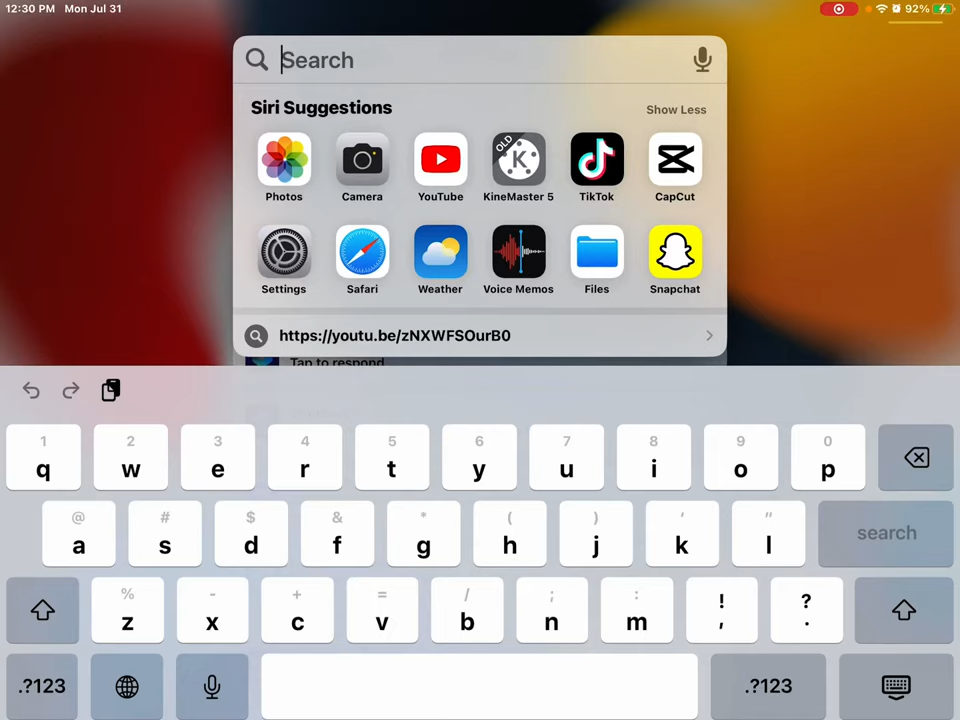 12:30 PM Mon Jul 31
92%
Search
Siri Suggestions
Show Less
OLD
K
Photos Camera YouTube KineMaster 5 TikTok CapCut
Settings Safari Weather Voice Memos Files Snapchat
https://youtu.be/zNXWFSOurB0
Tap to respond
1 2 3 4 5 6 7 8 9 0
q w e r t y u i o p
@ # $ & * ( ) ' "
a s d f g h j k l search
% - + = / ; : ! ?
z x c v b n m , .
.?123 .?123